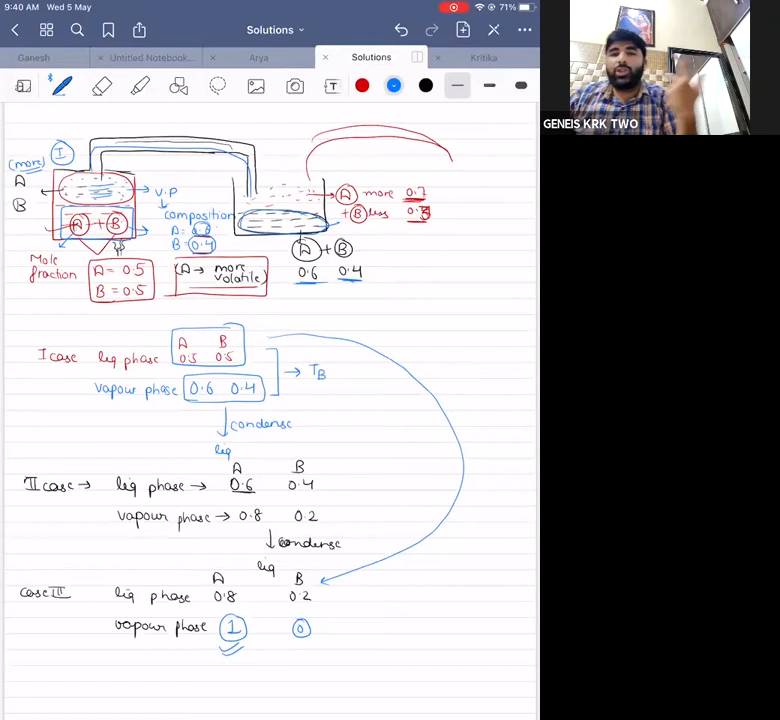 9:40 AM Wed 5 May
71%
Solutions
Ganesh
Untitled Notebook...
Arya
Solutions
Kritika
GENEIS KRK TWO
(more) I
A
B
V.P
composition
A = 0.6
B = 0.4
A + B
Mole fraction
A = 0.5
B = 0.5
(A → more volatile)
A more 0.7
+ B less
A + B
0.6 0.4
I case liq phase A 0.5 B 0.5
vapour phase 0.6 0.4
→ TB
condense
liq
A B
II case → liq phase → 0.6 0.4
vapour phase → 0.8 0.2
condense
liq
A B
case III liq phase 0.8 0.2
vapour phase 1 0